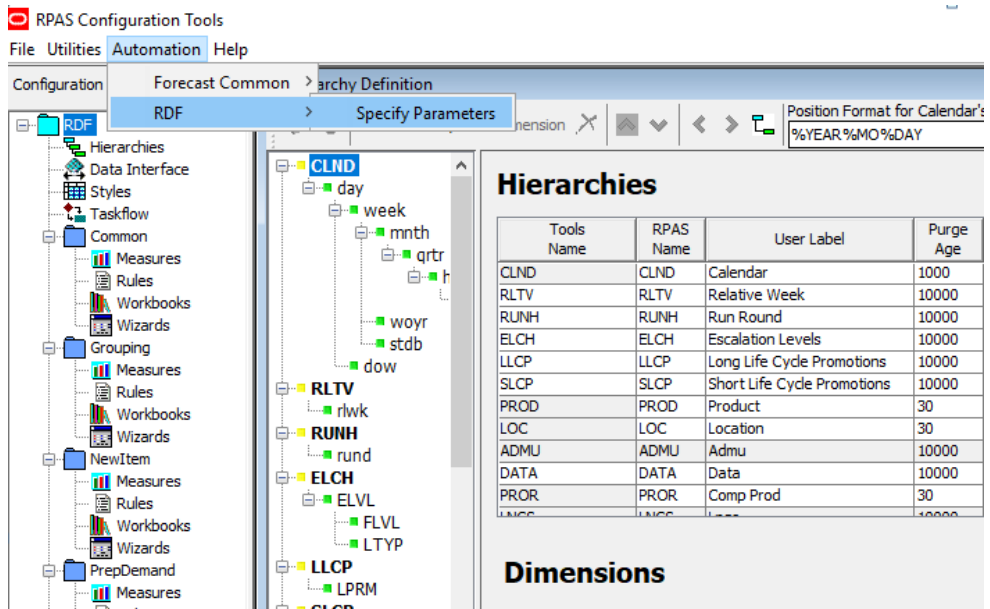 RPAS Configuration Tools
File Utilities Automation Help
Configuration
Forecast Common
RDF
Specify Parameters
archy Definition
mension
Position Format for Calendar's
%YEAR%MO%DAY
RDF
Hierarchies
Data Interface
Styles
Taskflow
Common
Measures
Rules
Workbooks
Wizards
Grouping
Measures
Rules
Workbooks
Wizards
NewItem
Measures
Rules
Workbooks
Wizards
PrepDemand
Measures
CLND
day
week
mnth
qrtr
h
woyr
stdb
dow
RLTV
rlwk
RUNH
rund
ELCH
ELVL
FLVL
LTYP
LLCP
LPRM
SLCP
Hierarchies
Tools Name RPAS Name User Label Purge Age
CLND CLND Calendar 1000
RLTV RLTV Relative Week 10000
RUNH RUNH Run Round 10000
ELCH ELCH Escalation Levels 10000
LLCP LLCP Long Life Cycle Promotions 10000
SLCP SLCP Short Life Cycle Promotions 10000
PROD PROD Product 30
LOC LOC Location 30
ADMU ADMU Admu 10000
DATA DATA Data 10000
PROR PROR Comp Prod 30
Dimensions